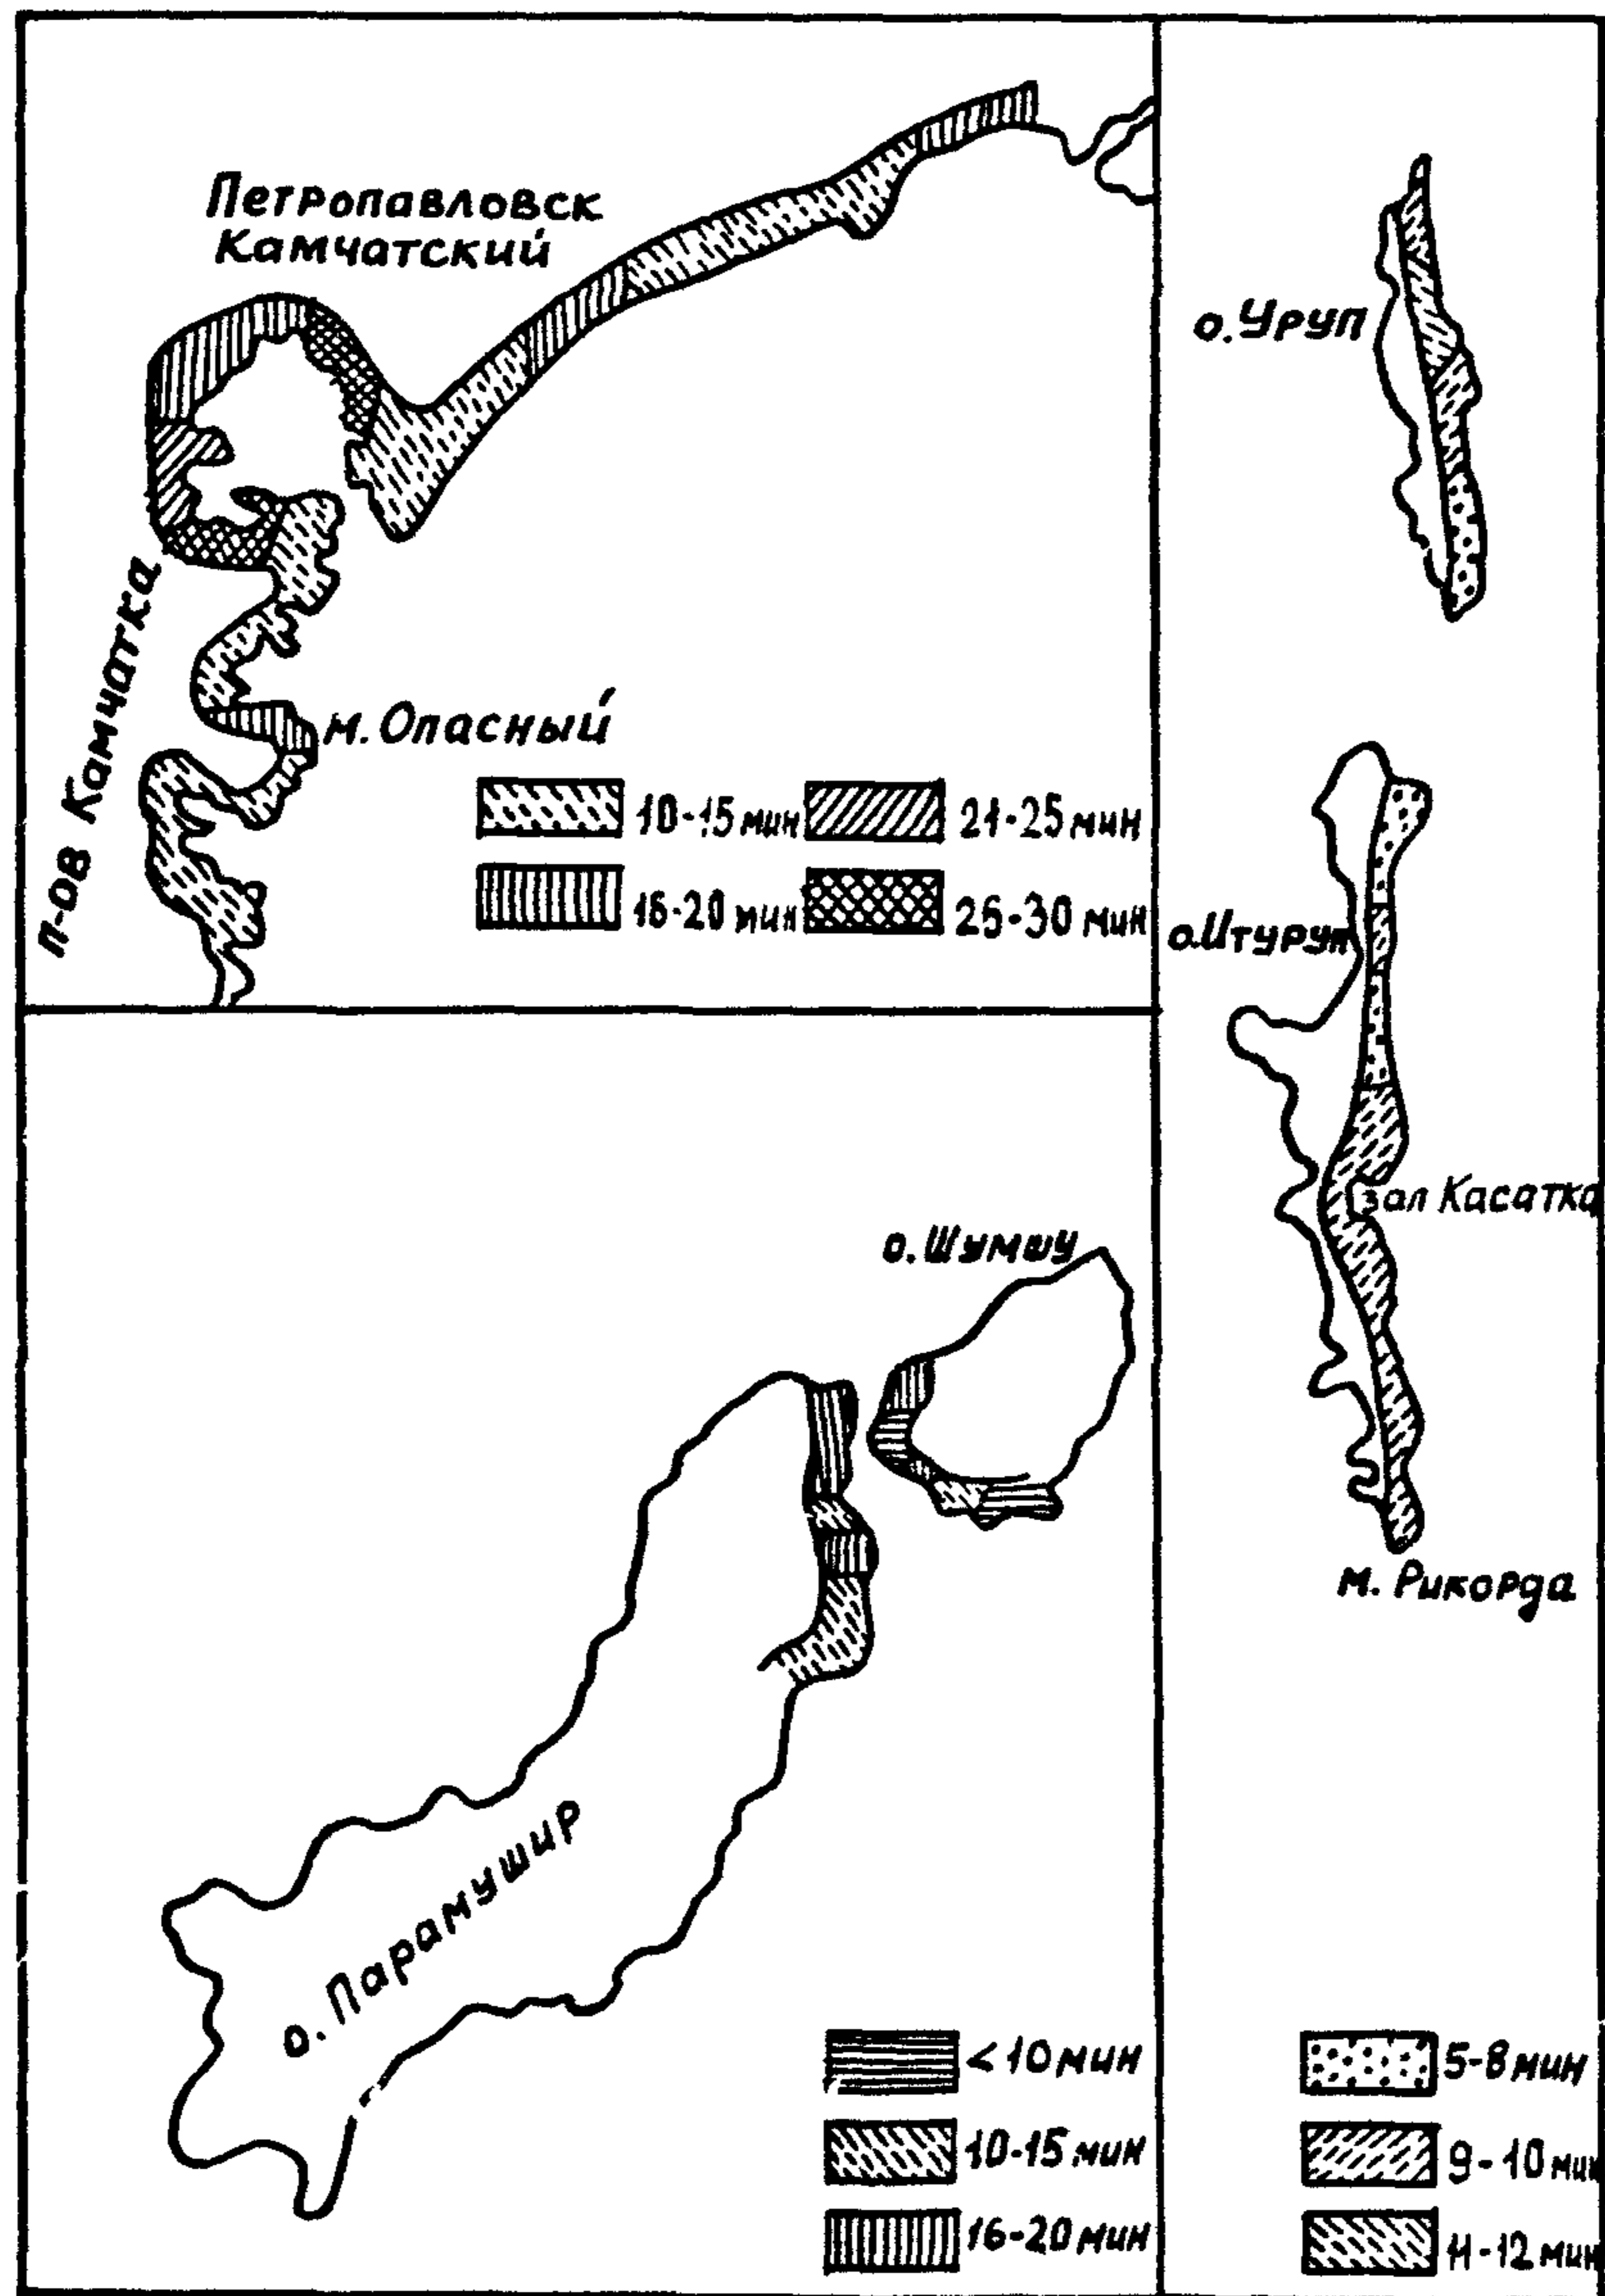 Петропавловск
Камчатский
п-ов Камчатка
м. Опасный
10-15 мин
21-25 мин
16-20 мин
25-30 мин
о. Уруп
о. Итуруп
зал Касатка
м. Рикорда
о. Шумшу
о. Парамушир
<10 мин
10-15 мин
16-20 мин
5-8 мин
9-10 мин
11-12 мин